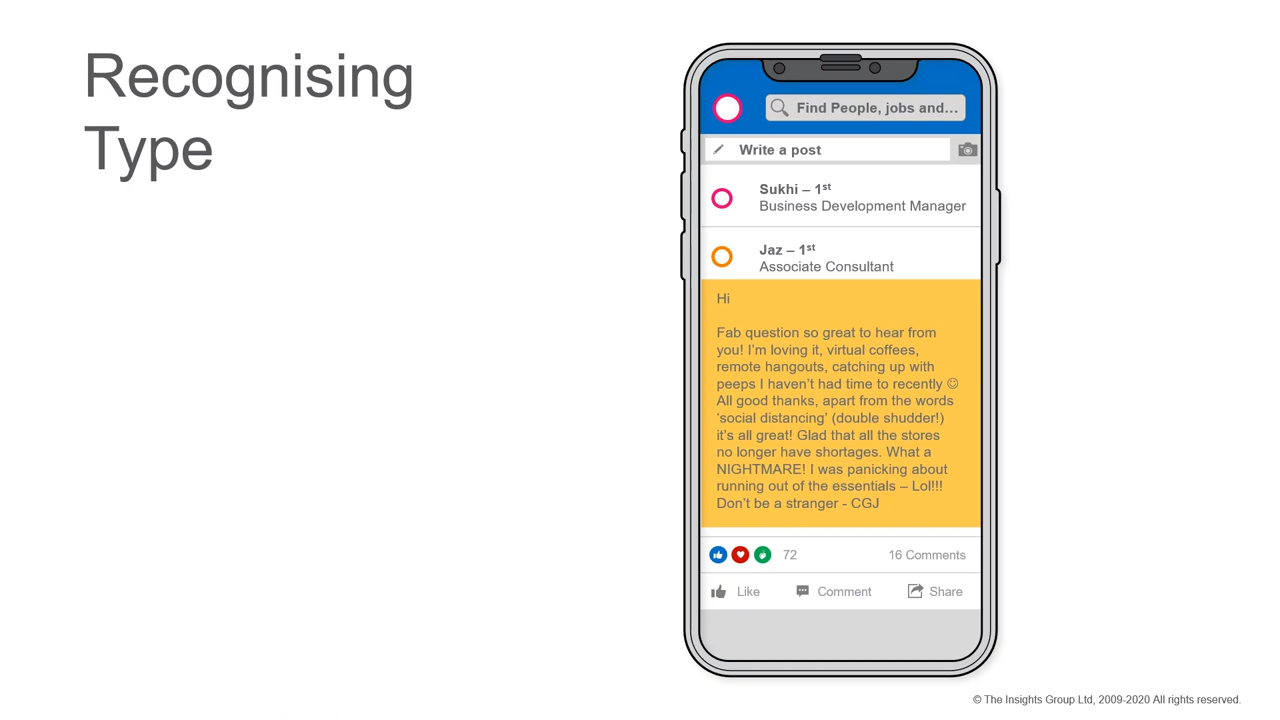 Recognising
Type
Find People, jobs and…
Write a post
Sukhi – 1st
Business Development Manager
Jaz – 1st
Associate Consultant
Hi
Fab question so great to hear from
you! I’m loving it, virtual coffees,
remote hangouts, catching up with
peeps I haven’t had time to recently ☺
All good thanks, apart from the words
‘social distancing’ (double shudder!)
it’s all great! Glad that all the stores
no longer have shortages. What a
NIGHTMARE! I was panicking about
running out of the essentials – Lol!!!
Don’t be a stranger - CGJ
72 16 Comments
Like Comment Share
© The Insights Group Ltd, 2009-2020 All rights reserved.